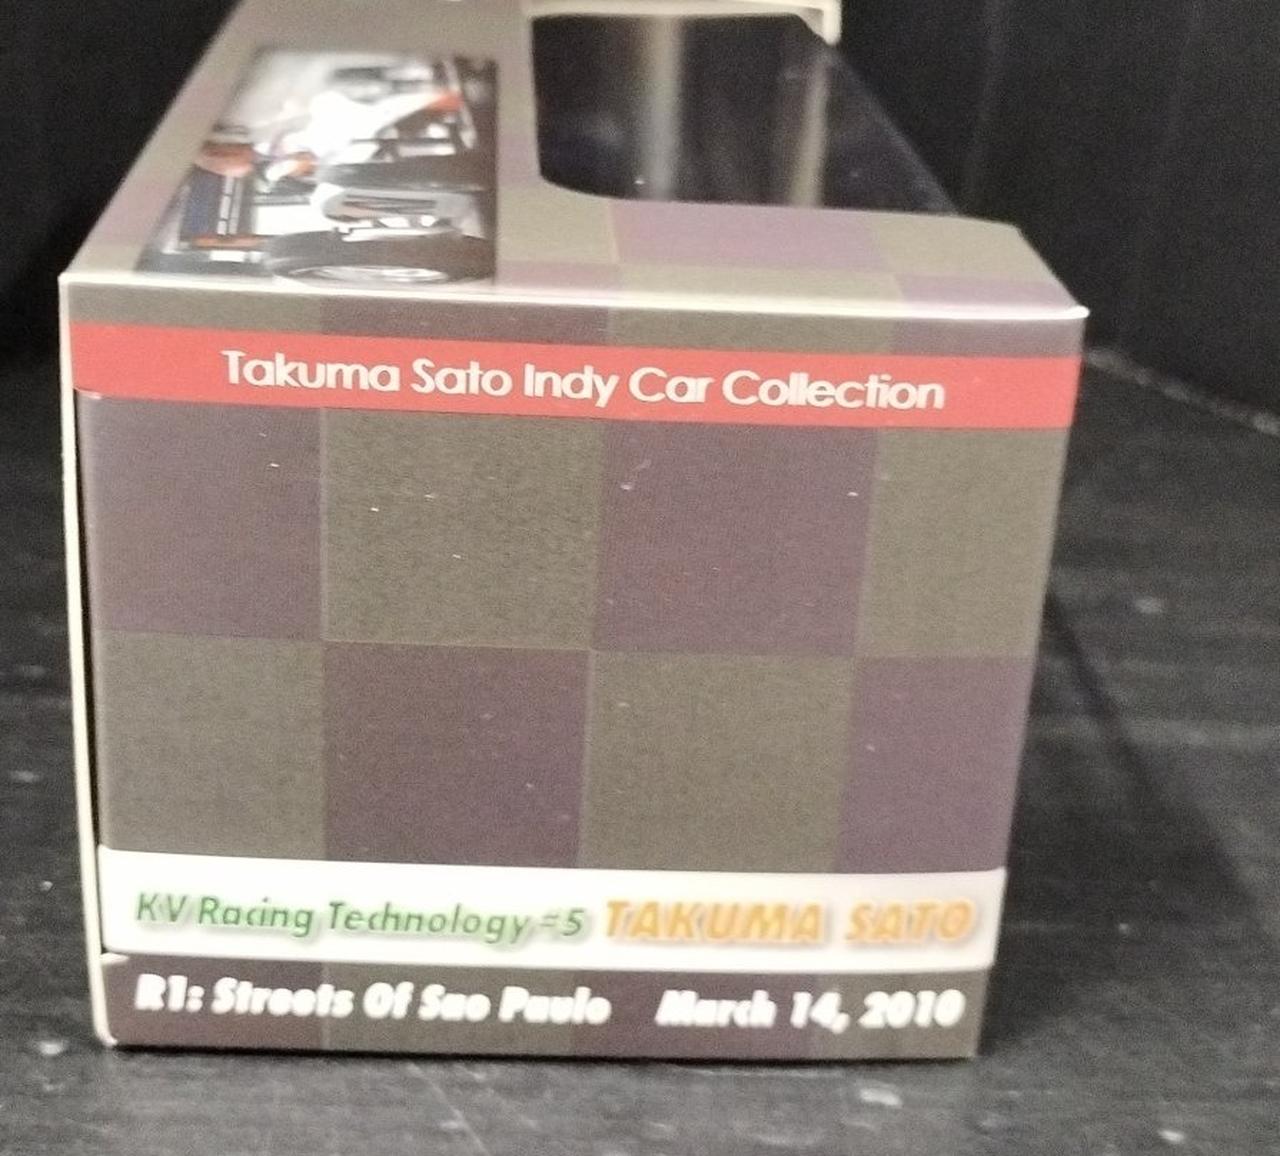 Takuma Sato Indy Car Collection
KV Racing Technology #5 TAKUMA SATO
R1: Streets Of Sao Paulo March 14, 2010